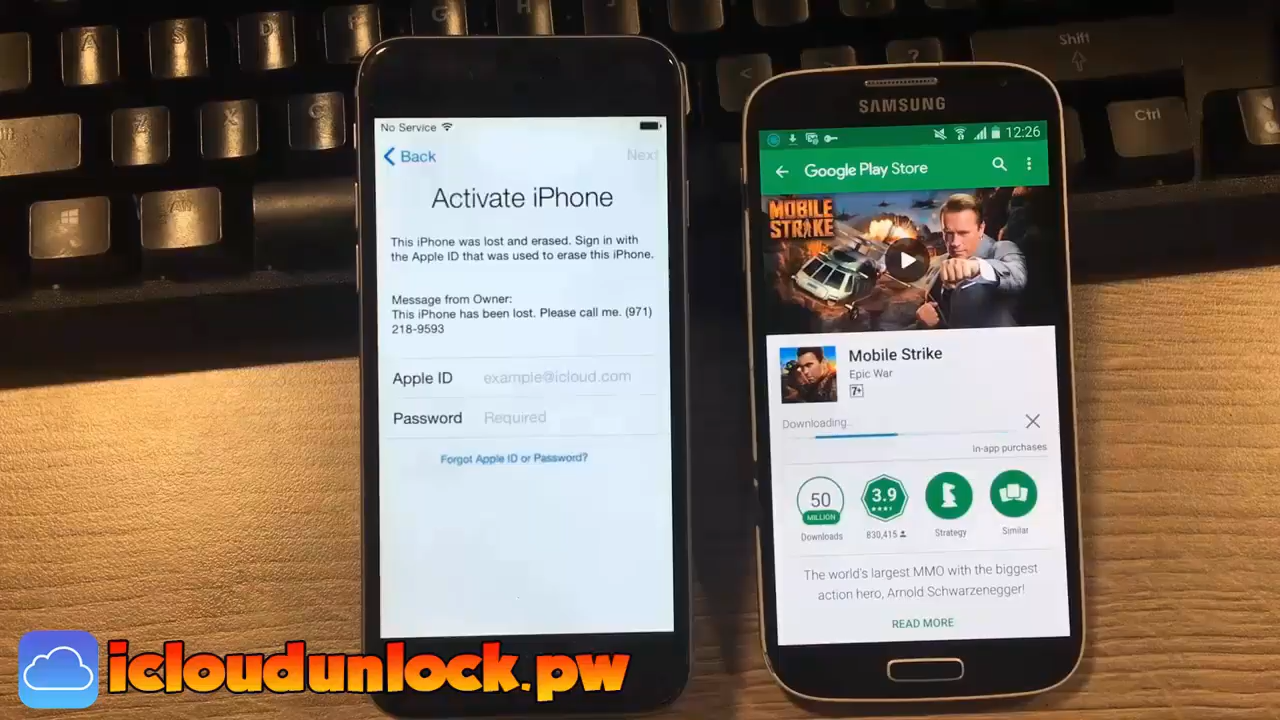 A
S
D
F
G
H
J
Z
X
C
<
?
Shift
Ctrl
No Service
Back
Next
Activate iPhone
This iPhone was lost and erased. Sign in with
the Apple ID that was used to erase this iPhone.
Message from Owner:
This iPhone has been lost. Please call me. (971)
218-9593
Apple ID example@icloud.com
Password Required
Forgot Apple ID or Password?
SAMSUNG
12:26
Google Play Store
MOBILE
STRIKE
Mobile Strike
Epic War
7+
Downloading..
In-app purchases
50
MILLION
Downloads
3.9
830,415
Strategy
Similar
The world's largest MMO with the biggest
action hero, Arnold Schwarzenegger!
READ MORE
icloudunlock.pw